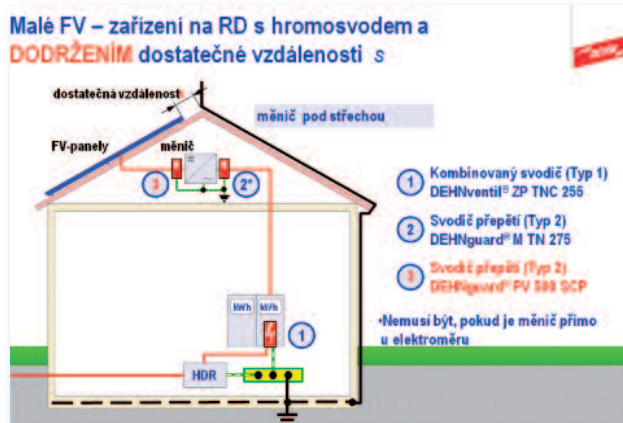 Malé FV – zařízení na RD s hromosvodem a
DODRŽENÍM dostatečné vzdálenosti s
dostatečná vzdálenost
měnič pod střechou
FV-panely
měnič
3
2*
1
Kombinovaný svodič (Typ 1)
DEHNventil® ZP TNC 255
2
Svodič přepětí (Typ 2)
DEHNguard® M TN 275
3
Svodič přepětí (Typ 2)
DEHNguard® PV 500 SCP
kWh
kWh
1
•Nemusí být, pokud je měnič přímo
u elektroměru
HDR